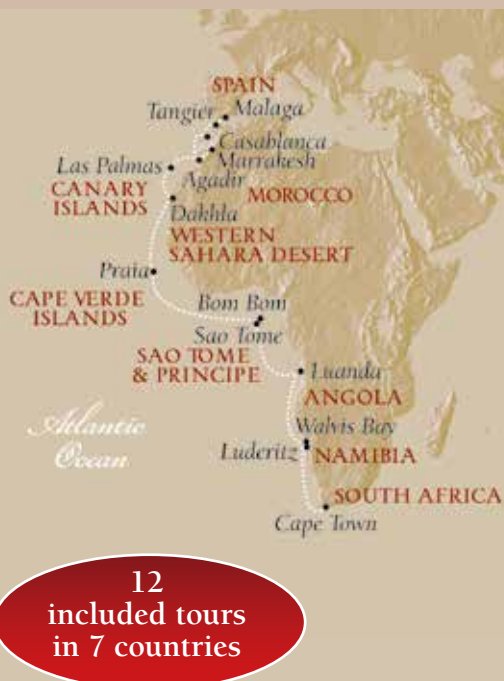 SPAIN
Tangier Malaga
Casablanca
Marrakesh
Las Palmas
Agadir
CANARY
ISLANDS
MOROCCO
Dakhla
WESTERN
SAHARA DESERT
Praia
CAPE VERDE
ISLANDS
Bom Bom
Sao Tome
SAO TOME
& PRINCIPE
Luanda
ANGOLA
Atlantic
Ocean
Walvis Bay
Luderitz
NAMIBIA
SOUTH AFRICA
Cape Town
12
included tours
in 7 countries